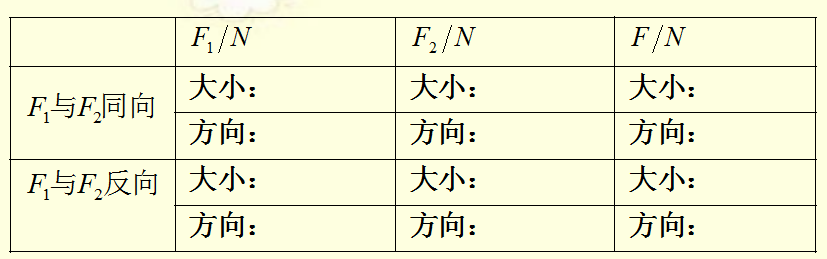 F₁/N F₂/N F/N
F₁与F₂同向 大小： 大小： 大小：
方向： 方向： 方向：
F₁与F₂反向 大小： 大小： 大小：
方向： 方向： 方向：